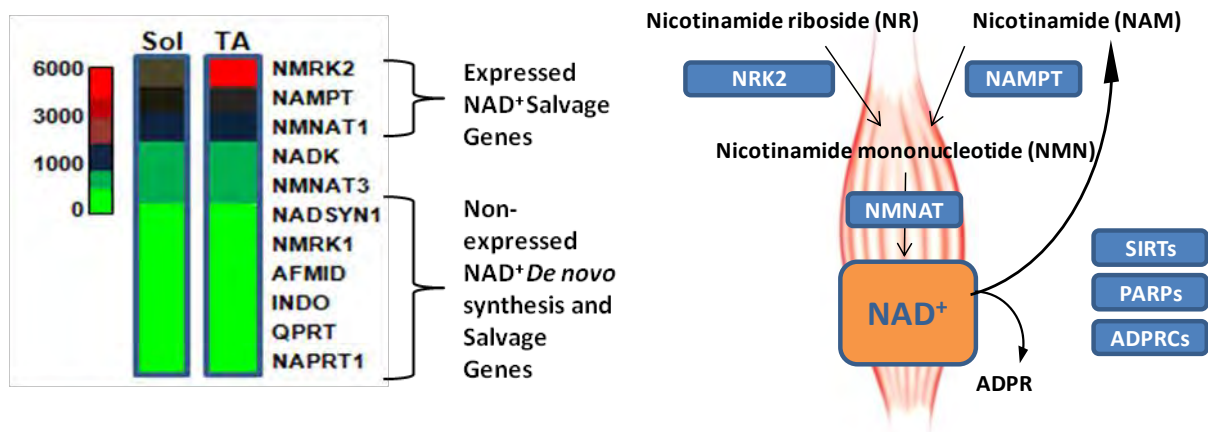 Sol TA
6000
3000
1000
0
NMRK2
NAMPT
NMNAT1
NADK
NMNAT3
NADSYN1
NMRK1
AFMID
INDO
QPRT
NAPRT1
Expressed
NAD⁺Salvage
Genes
Non-
expressed
NAD⁺De novo
synthesis and
Salvage
Genes
Nicotinamide riboside (NR)
Nicotinamide (NAM)
NRK2
NAMPT
Nicotinamide mononucleotide (NMN)
NMNAT
NAD⁺
SIRTs
PARPs
ADPRCs
ADPR